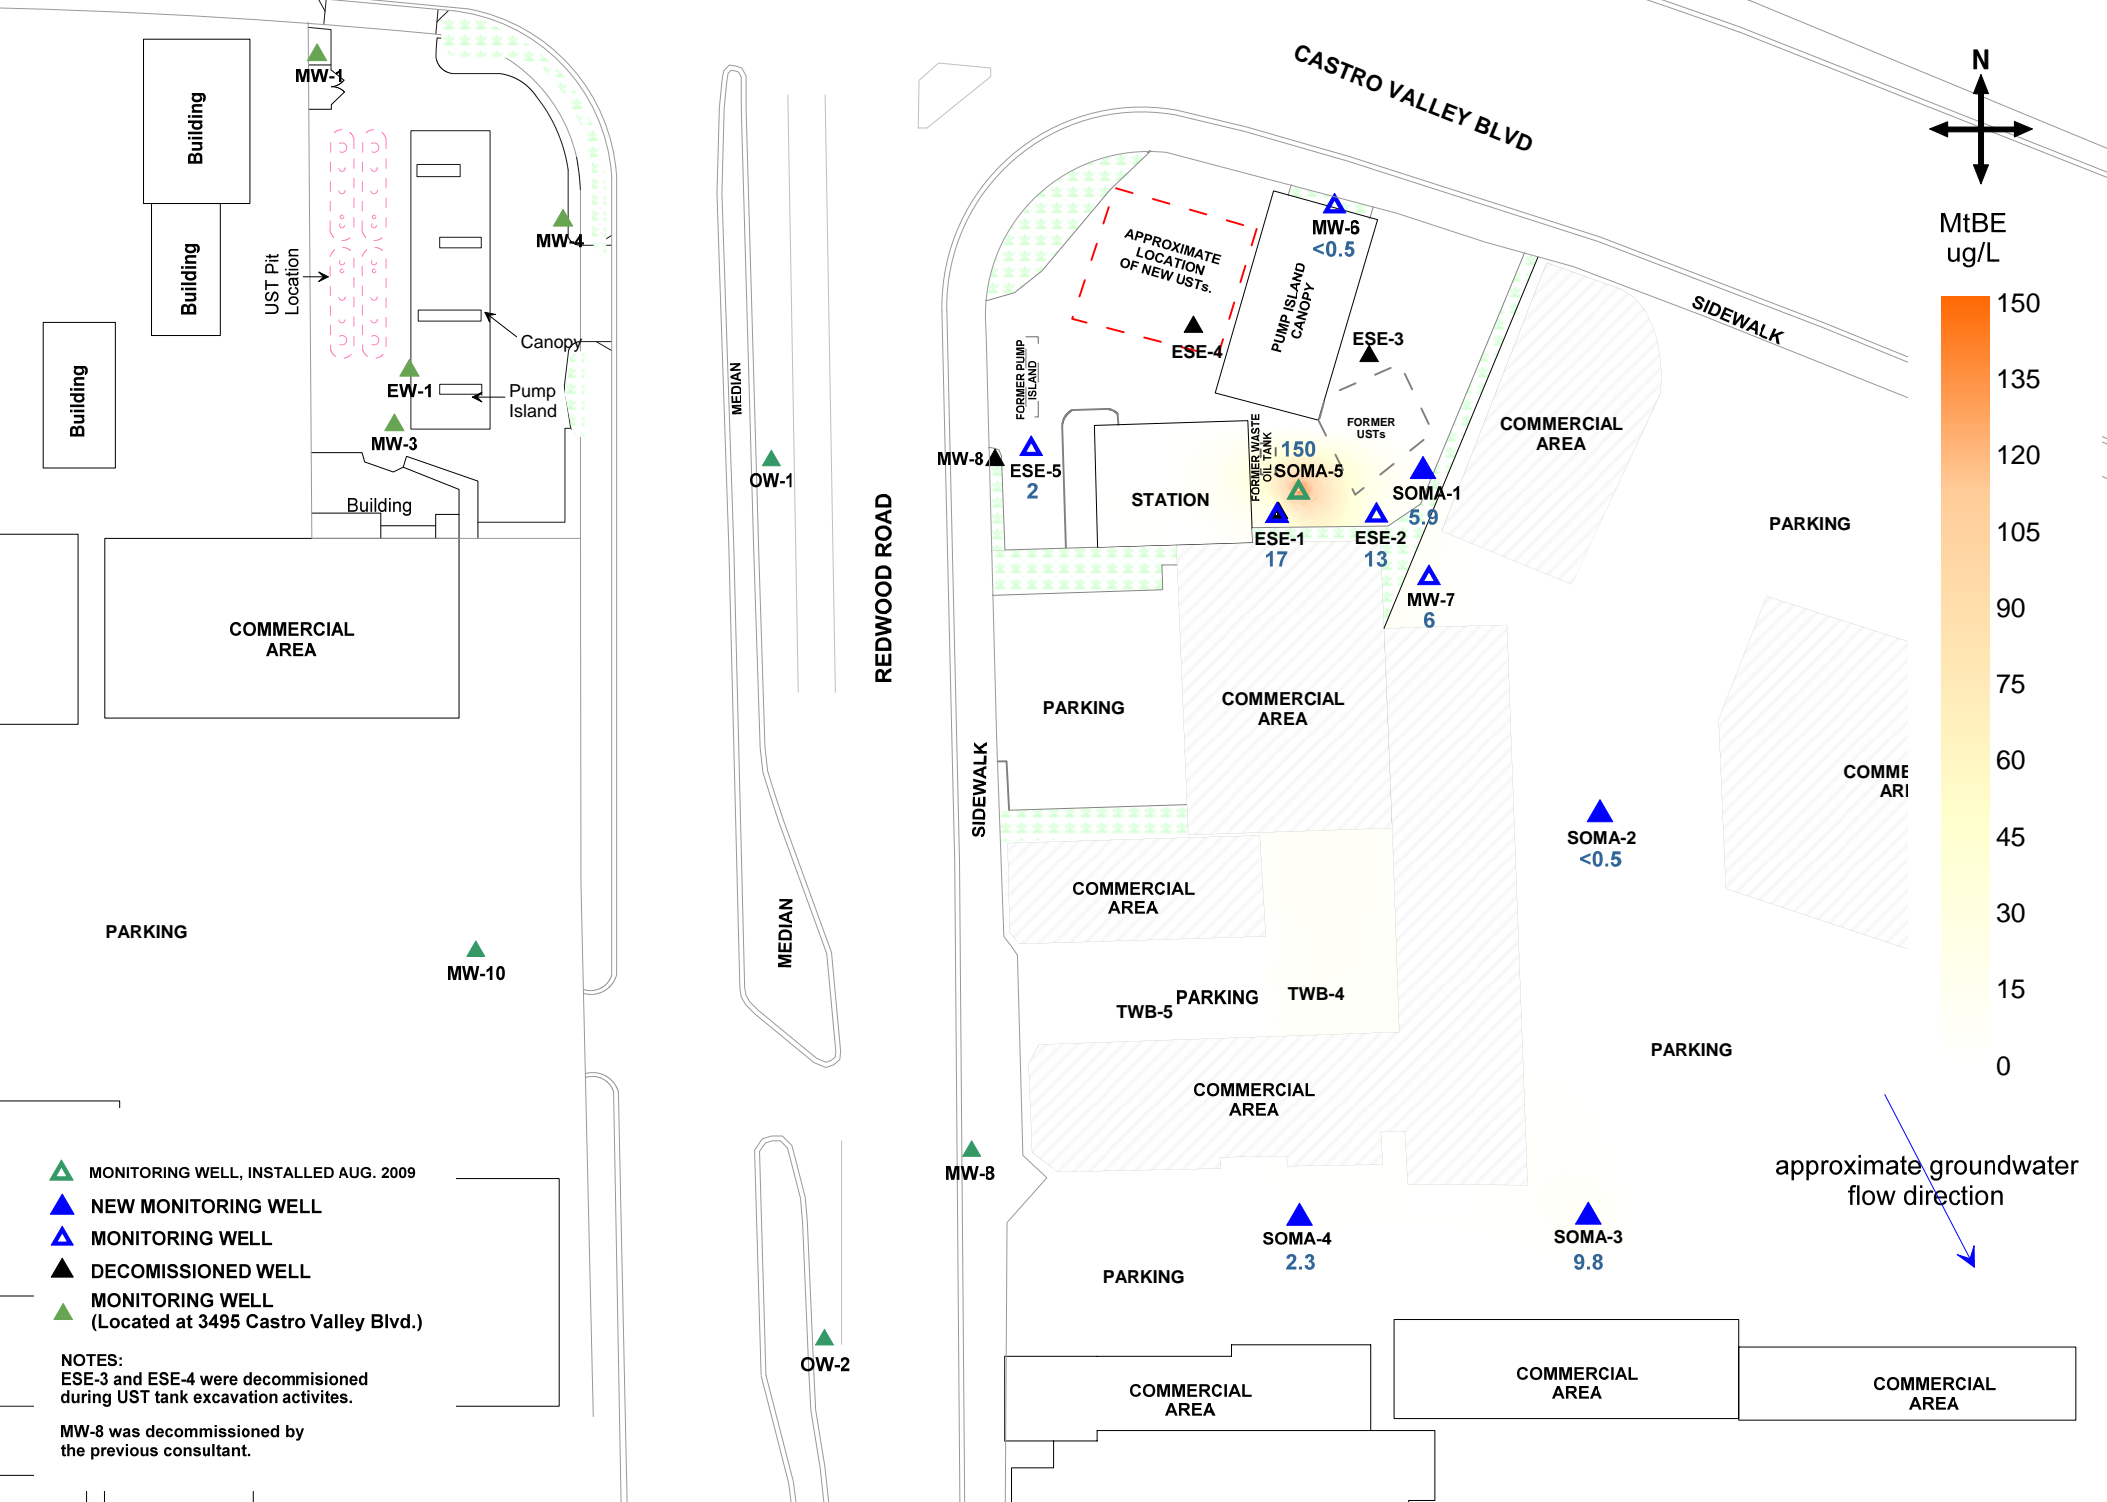 CASTRO VALLEY BLVD
N
MtBE
ug/L
150
135
120
105
90
75
60
45
30
15
0
MW-1
Building
Building
Building
UST Pit
Location
MW-4
Canopy
EW-1
Pump
Island
MW-3
Building
COMMERCIAL
AREA
PARKING
MW-10
MEDIAN
OW-1
MEDIAN
REDWOOD ROAD
SIDEWALK
MW-8
OW-2
MW-8
FORMER PUMP
ISLAND
ESE-5
2
APPROXIMATE
LOCATION
OF NEW USTs.
ESE-4
PUMP ISLAND
CANOPY
MW-6
<0.5
ESE-3
FORMER
USTs
STATION
FORMER WASTE
OIL TANK
150
SOMA-5
ESE-1
17
ESE-2
13
SOMA-1
5.9
MW-7
6
SIDEWALK
COMMERCIAL
AREA
PARKING
PARKING
COMMERCIAL
AREA
SOMA-2
<0.5
COMME
ARI
COMMERCIAL
AREA
TWB-5
PARKING
TWB-4
PARKING
COMMERCIAL
AREA
approximate groundwater
flow direction
SOMA-4
2.3
SOMA-3
9.8
PARKING
COMMERCIAL
AREA
COMMERCIAL
AREA
COMMERCIAL
AREA
MONITORING WELL, INSTALLED AUG. 2009
NEW MONITORING WELL
MONITORING WELL
DECOMISSIONED WELL
MONITORING WELL
(Located at 3495 Castro Valley Blvd.)
NOTES:
ESE-3 and ESE-4 were decommisioned
during UST tank excavation activites.
MW-8 was decommissioned by
the previous consultant.